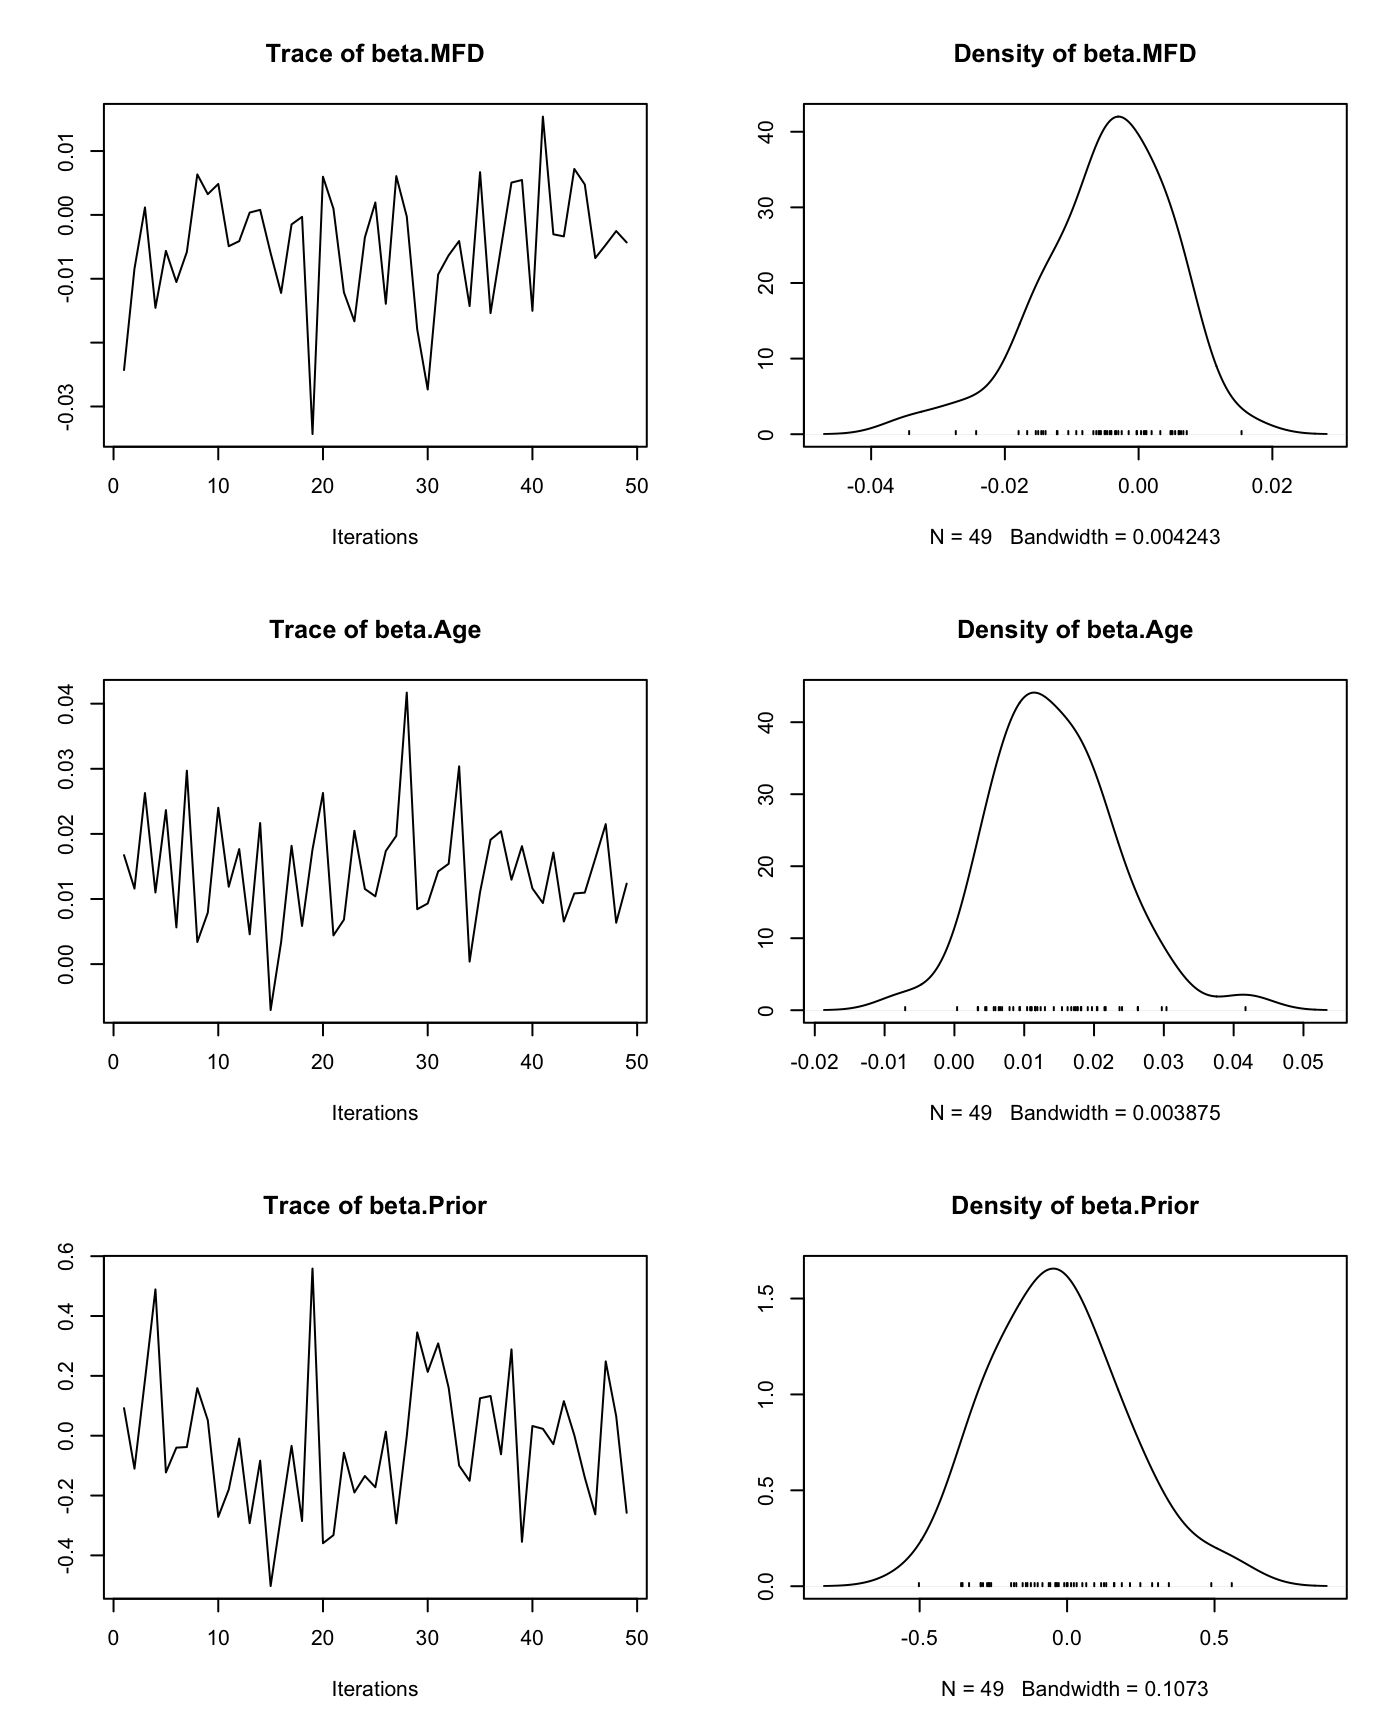 Trace of beta.MFD
0.01
0.00
-0.01
-0.03
0 10 20 30 40 50
Iterations
Density of beta.MFD
40
30
20
10
0
-0.04 -0.02 0.00 0.02
N = 49 Bandwidth = 0.004243
Trace of beta.Age
0.04
0.03
0.02
0.01
0.00
0 10 20 30 40 50
Iterations
Density of beta.Age
40
30
20
10
0
-0.02 -0.01 0.00 0.01 0.02 0.03 0.04 0.05
N = 49 Bandwidth = 0.003875
Trace of beta.Prior
0.6
0.4
0.2
0.0
-0.2
-0.4
0 10 20 30 40 50
Iterations
Density of beta.Prior
1.5
1.0
0.5
0.0
-0.5 0.0 0.5
N = 49 Bandwidth = 0.1073